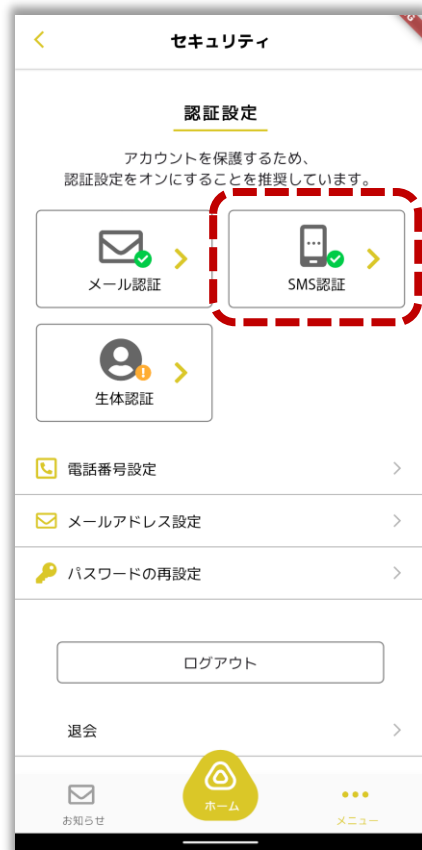 セキュリティ
認証設定
アカウントを保護するため、
認証設定をオンにすることを推奨しています。
メール認証
SMS認証
生体認証
電話番号設定
メールアドレス設定
パスワードの再設定
ログアウト
退会
お知らせ
ホーム
メニュー